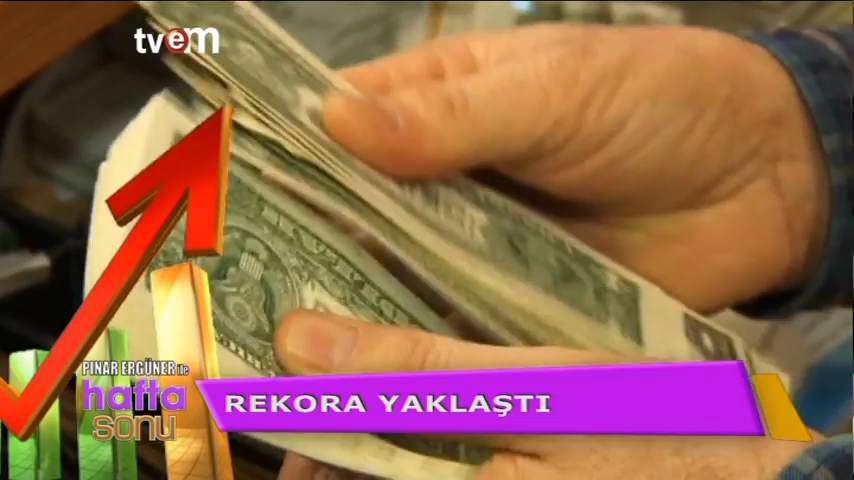 tvem
PINAR ERGÜNER ile
hafta
sonu
REKORA YAKLAŞTI